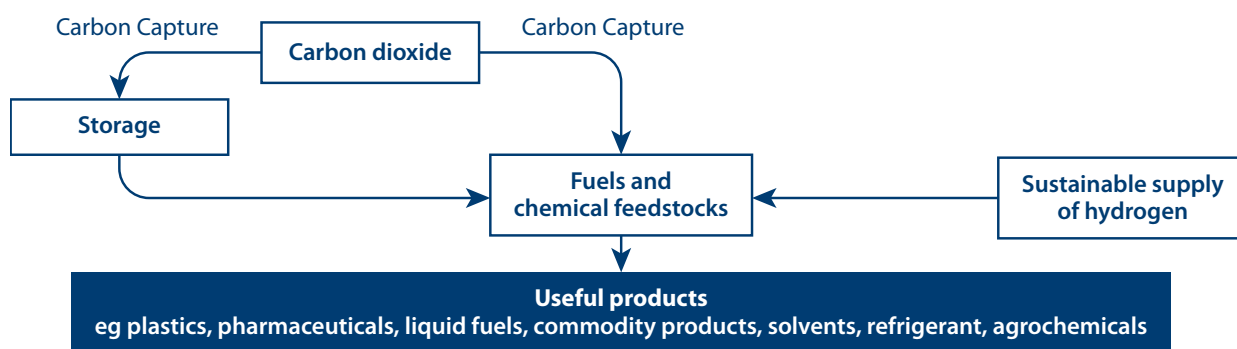 Carbon Capture
Carbon dioxide
Carbon Capture
Storage
Fuels and
chemical feedstocks
Sustainable supply
of hydrogen
Useful products
eg plastics, pharmaceuticals, liquid fuels, commodity products, solvents, refrigerant, agrochemicals